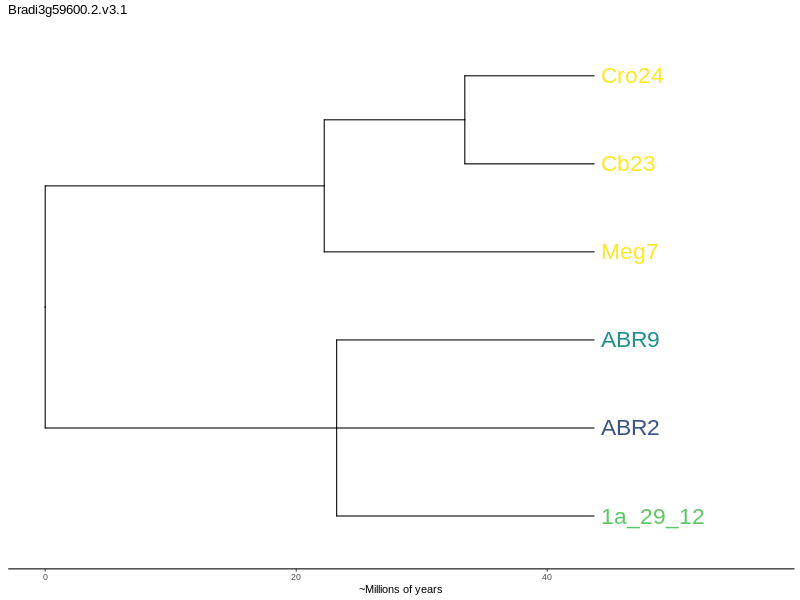 Bradi3g59600.2.v3.1
Cro24
Cb23
Meg7
ABR9
ABR2
1a_29_12
0 20 40
~Millions of years